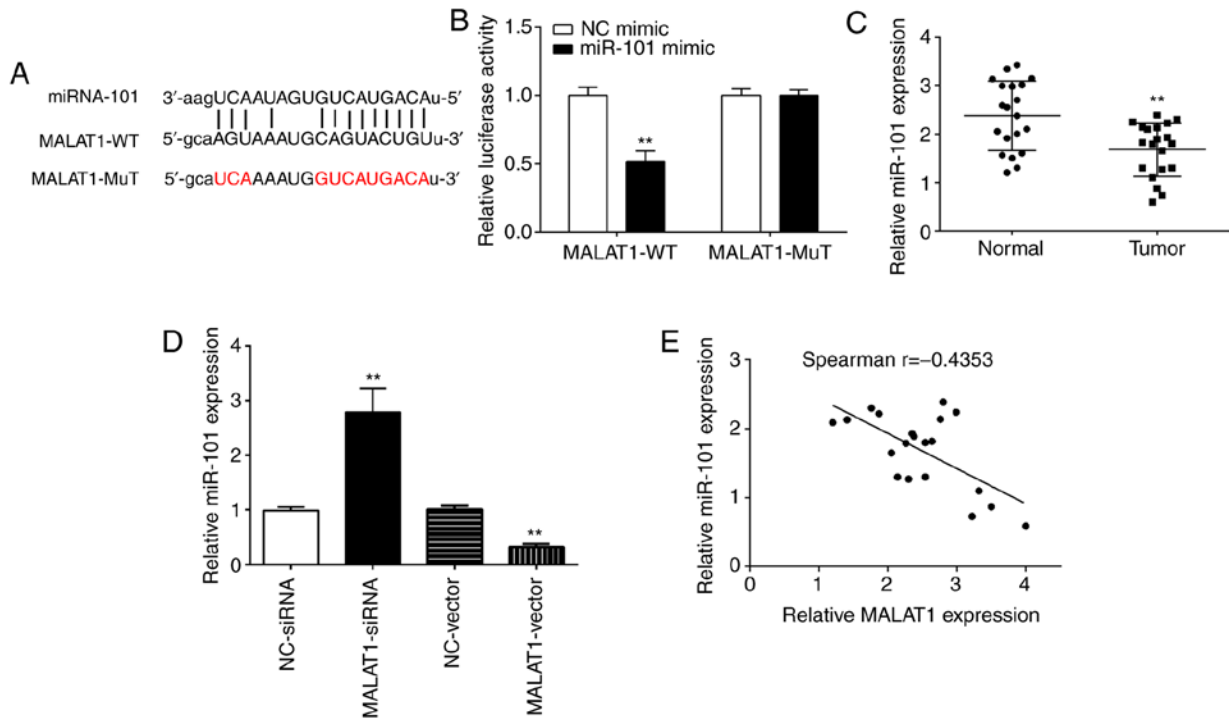 A
miRNA-101 3′-aagUCAAUAGUGUCAUGACAu-5′
MALAT1-WT 5′-gcaAGUAAAUGCAGUACUGUu-3′
MALAT1-MuT 5′-gcaUCAAAAUGGUCAUGACAu-3′
B
NC mimic
miR-101 mimic
Relative luciferase activity
1.5
1.0
0.5
0.0
**
MALAT1-WT MALAT1-MuT
C
Relative miR-101 expression
4
3
2
1
0
**
Normal Tumor
D
Relative miR-101 expression
4
3
2
1
0
**
**
NC-siRNA
MALAT1-siRNA
NC-vector
MALAT1-vector
E
Spearman r=−0.4353
Relative miR-101 expression
3
2
1
0
0 1 2 3 4
Relative MALAT1 expression